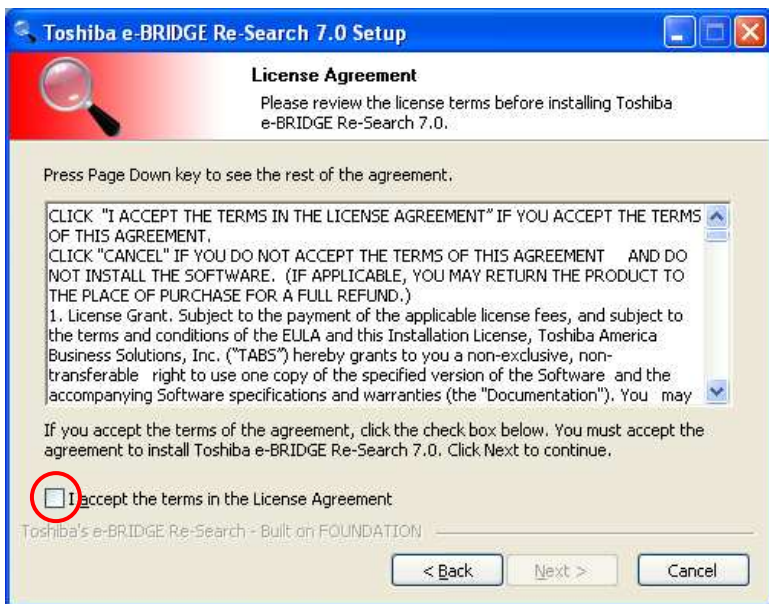 Toshiba e-BRIDGE Re-Search 7.0 Setup
License Agreement
Please review the license terms before installing Toshiba
e-BRIDGE Re-Search 7.0.
Press Page Down key to see the rest of the agreement.
CLICK "I ACCEPT THE TERMS IN THE LICENSE AGREEMENT" IF YOU ACCEPT THE TERMS
OF THIS AGREEMENT.
CLICK "CANCEL" IF YOU DO NOT ACCEPT THE TERMS OF THIS AGREEMENT AND DO
NOT INSTALL THE SOFTWARE. (IF APPLICABLE, YOU MAY RETURN THE PRODUCT TO
THE PLACE OF PURCHASE FOR A FULL REFUND.)
1. License Grant. Subject to the payment of the applicable license fees, and subject to
the terms and conditions of the EULA and this Installation License, Toshiba America
Business Solutions, Inc. ("TABS") hereby grants to you a non-exclusive, non-
transferable right to use one copy of the specified version of the Software and the
accompanying Software specifications and warranties (the "Documentation"). You may
If you accept the terms of the agreement, click the check box below. You must accept the
agreement to install Toshiba e-BRIDGE Re-Search 7.0. Click Next to continue.
I accept the terms in the License Agreement
Toshiba's e-BRIDGE Re-Search - Built on FOUNDATION
< Back Next > Cancel